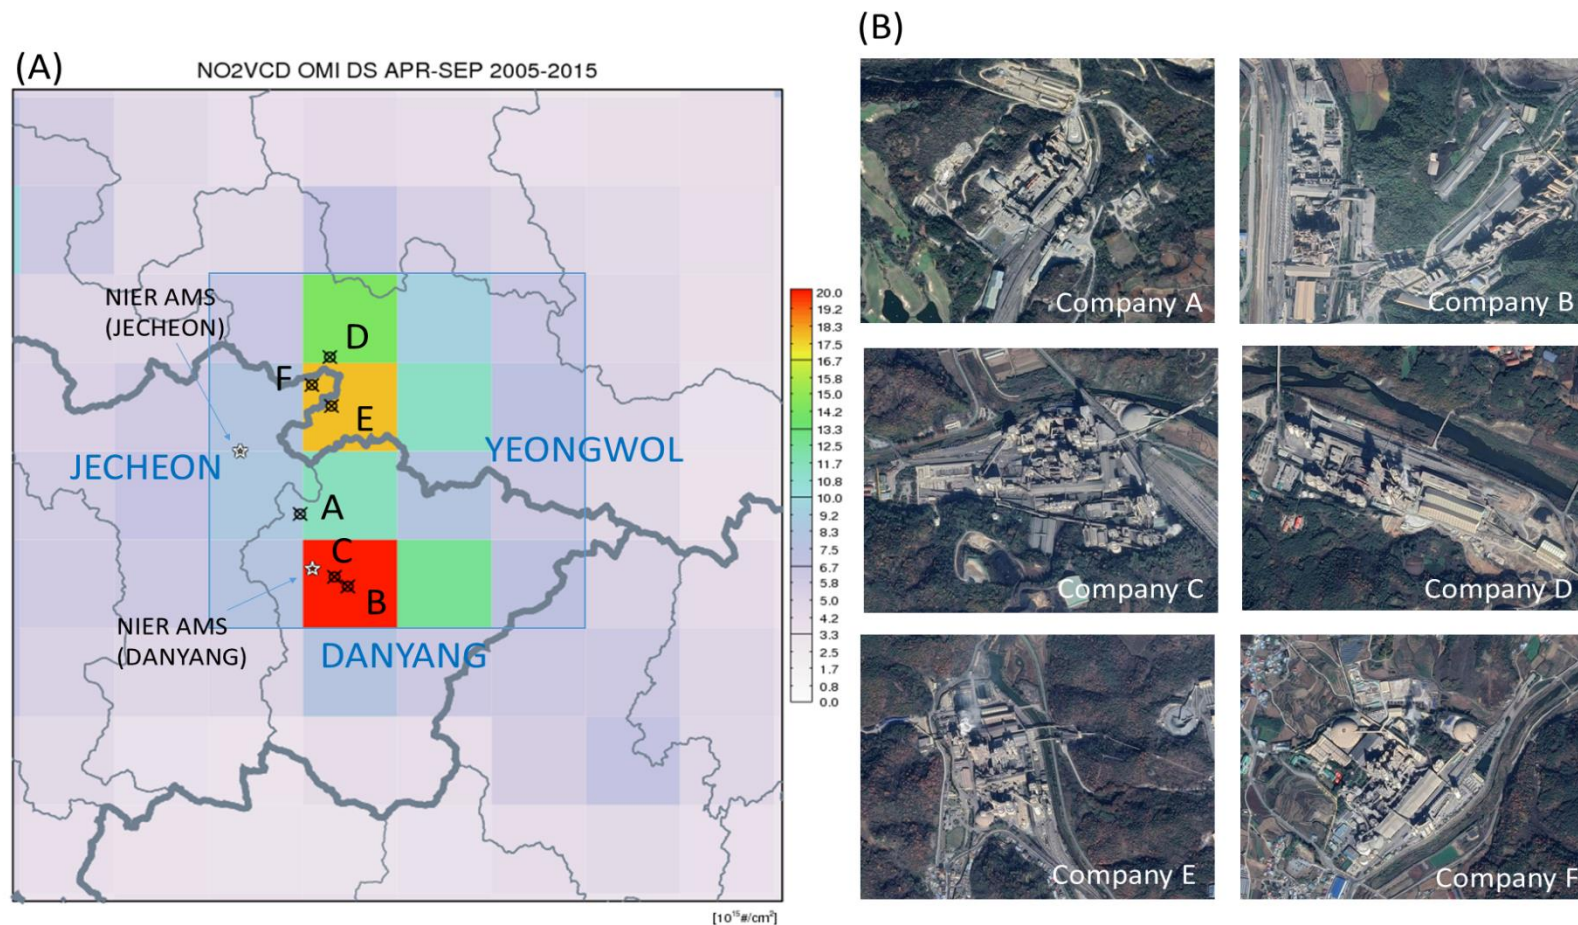 (A)
NO2VCD OMI DS APR-SEP 2005-2015
NIER AMS
(JECHEON)
D
F
E
JECHEON
YEONGWOL
A
C
B
NIER AMS
(DANYANG)
DANYANG
20.0
19.2
18.3
17.5
16.7
15.8
15.0
14.2
13.3
12.5
11.7
10.8
10.0
9.2
8.3
7.5
6.7
5.8
5.0
4.2
3.3
2.5
1.7
0.8
0.0
[10¹⁵#/cm²]
(B)
Company A
Company B
Company C
Company D
Company E
Company F